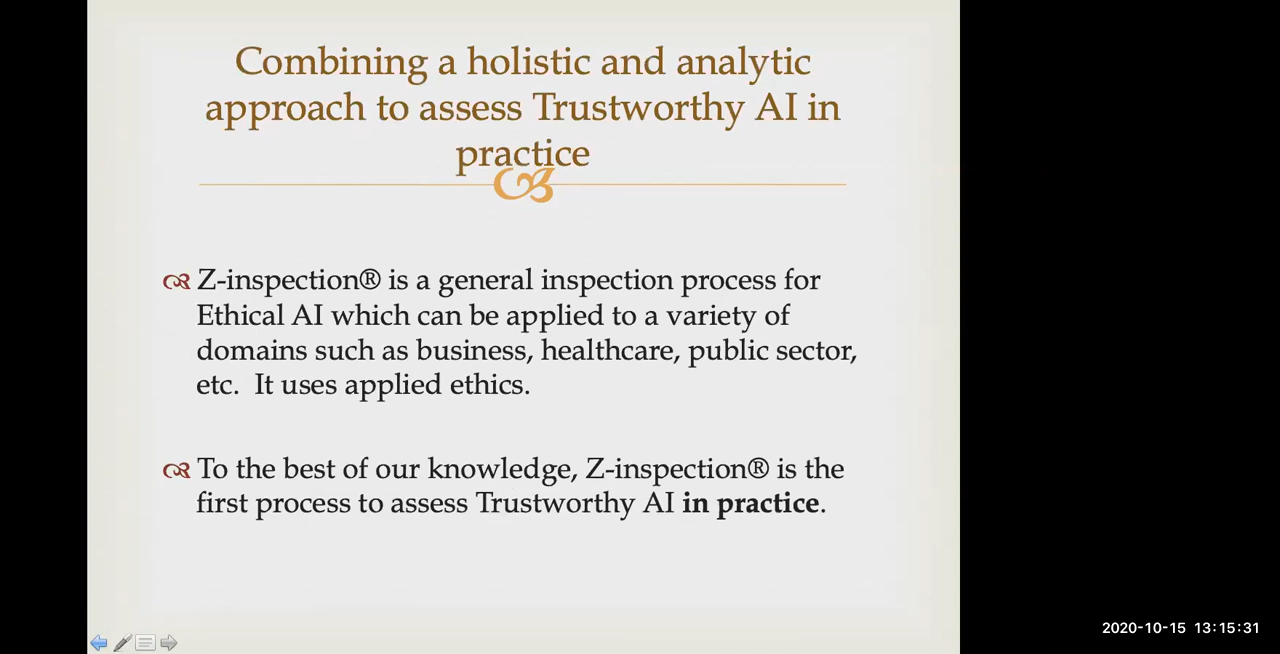 Combining a holistic and analytic
approach to assess Trustworthy AI in
practice
Z-inspection® is a general inspection process for
Ethical AI which can be applied to a variety of
domains such as business, healthcare, public sector,
etc.  It uses applied ethics.
To the best of our knowledge, Z-inspection® is the
first process to assess Trustworthy AI in practice.
2020-10-15 13:15:31